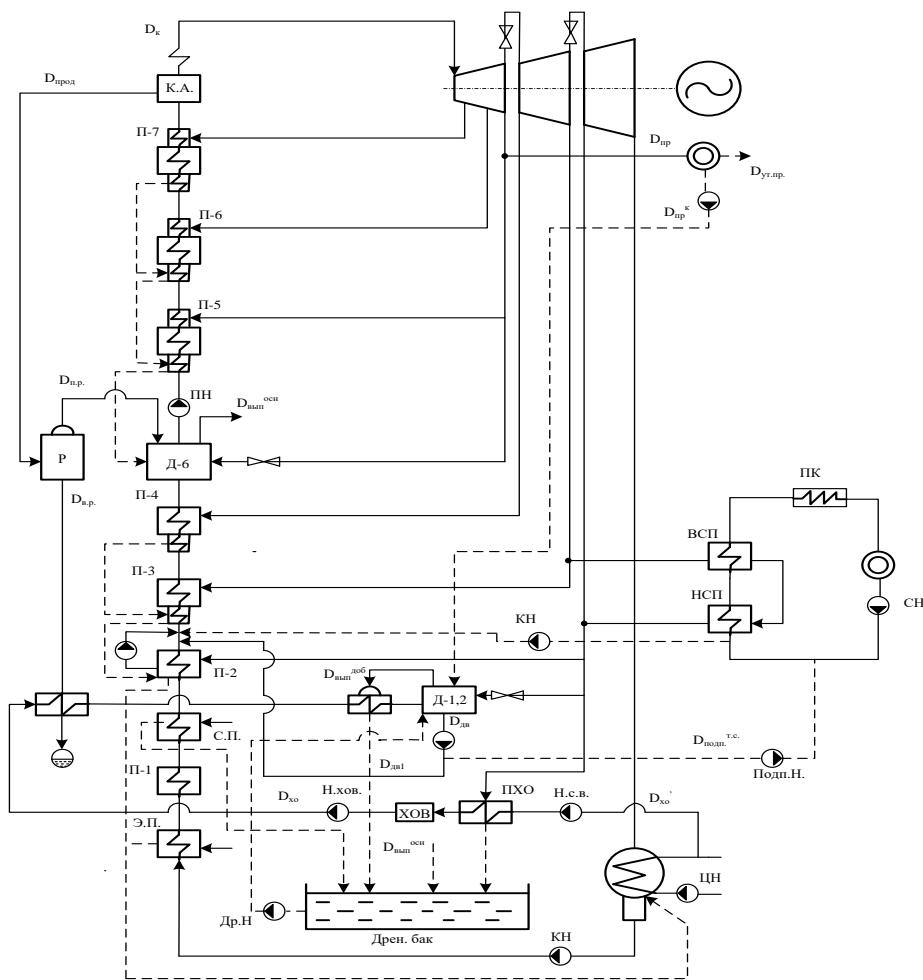 Dк
Dпрод
К.А.
П-7
Dпр
Dут.пр.
П-6
Dпрк
П-5
Dп.р.
ПН
Dвыпосн
Р
Д-6
ПК
Dв.р.
П-4
ВСП
П-3
НСП
СН
КН
П-2
Dвыпдоб
Д-1,2
Dдв
С.П.
Dподп.т.с.
Dдв1
П-1
Подп.Н.
ПХО
Н.хов.
Н.с.в.
Dхо
Dхо'
ХОВ
Э.П.
Dвыпосн
ЦН
Др.Н
КН
Дрен. бак